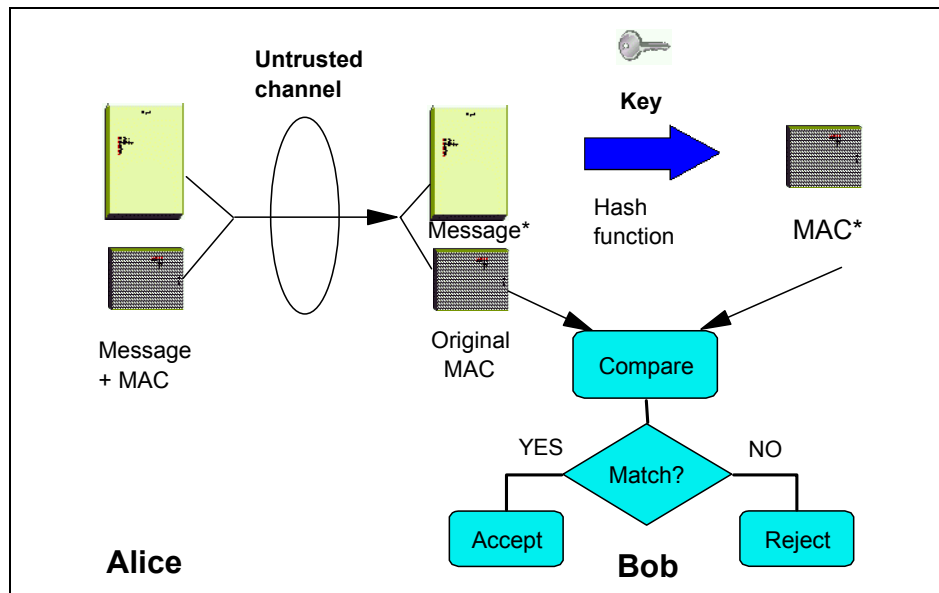 Untrusted
channel
Key
Hash
function
Message*
MAC*
Message
+ MAC
Original
MAC
Compare
YES
NO
Match?
Accept
Reject
Alice
Bob